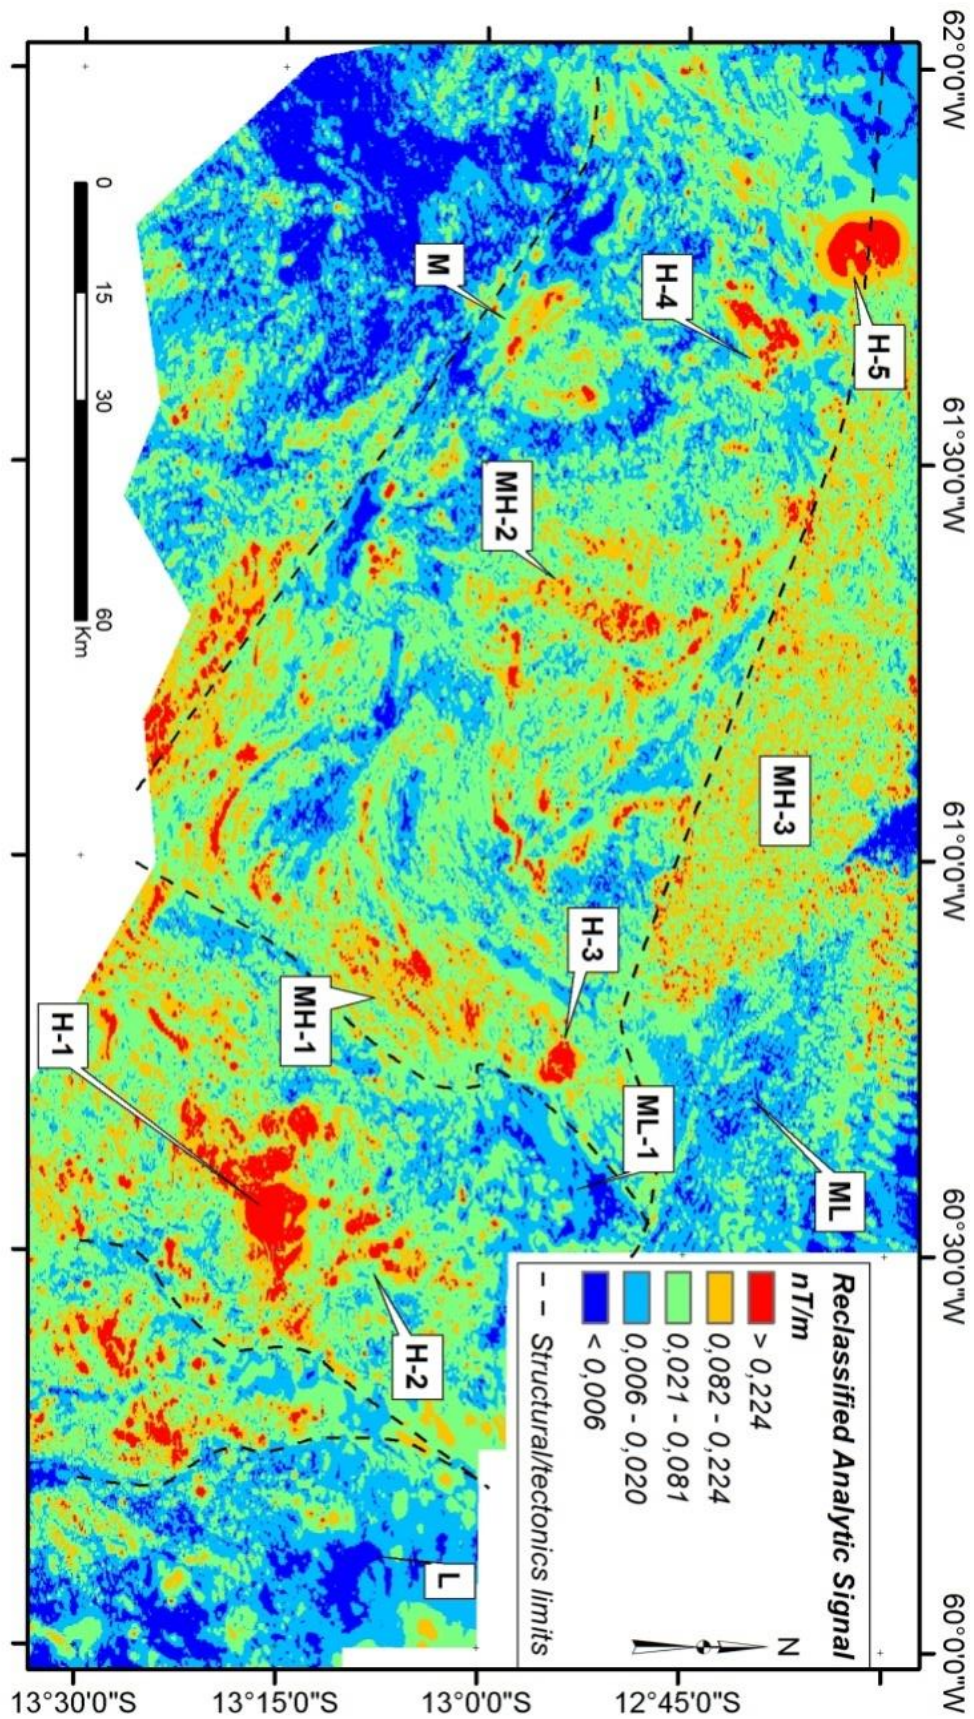 62°0'0"W
61°30'0"W
61°0'0"W
60°30'0"W
60°0'0"W
H-5
H-4
M
MH-2
MH-3
H-3
MH-1
H-1
ML-1
ML
H-2
L
Reclassified Analytic Signal
nT/m
> 0,224
0,082 - 0,224
0,021 - 0,081
0,006 - 0,020
< 0,006
Structural/tectonics limits
N
12°45'0"S
13°0'0"S
13°15'0"S
13°30'0"S
0 15 30 60
Km